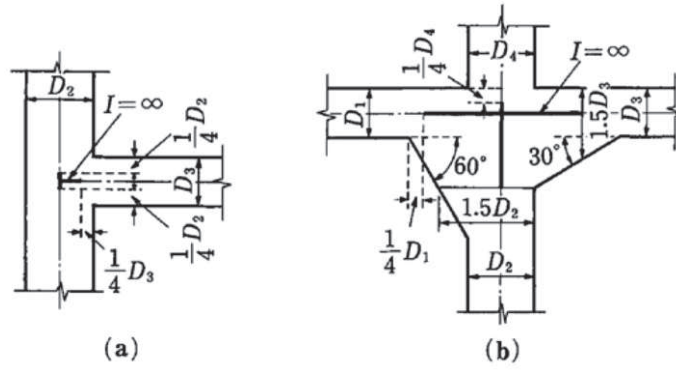 D₂
I=∞
1/4 D₂
D₃
1/4 D₂
1/4 D₃
(a)
1/4 D₄
D₄
I=∞
D₁
1.5D₃
D₃
60°
30°
1.5D₂
1/4 D₁
D₂
(b)